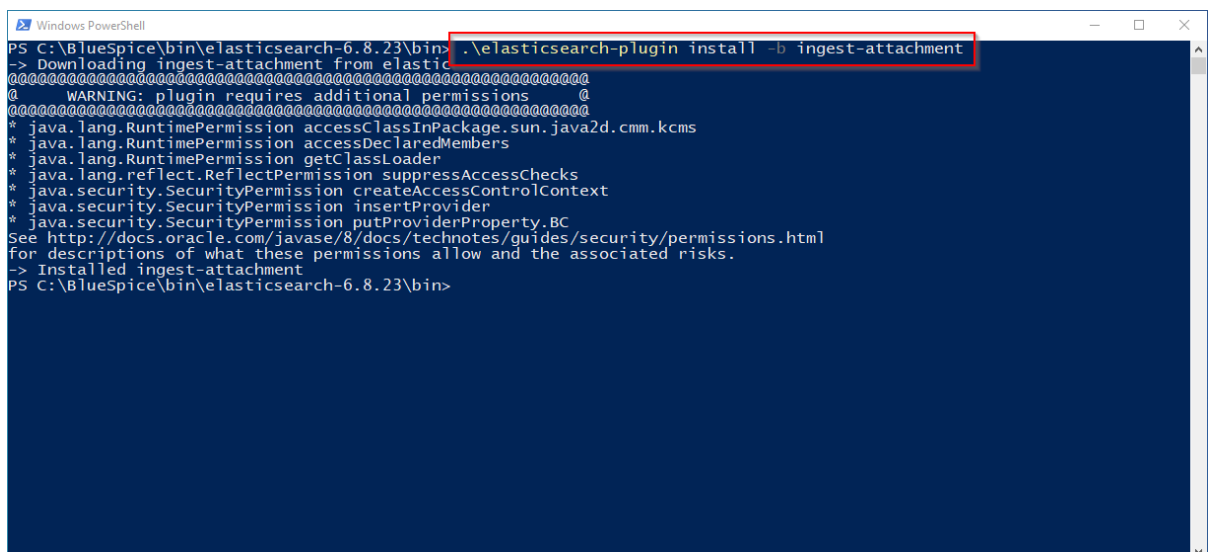 Windows PowerShell
PS C:\BlueSpice\bin\elasticsearch-6.8.23\bin> .\elasticsearch-plugin install -b ingest-attachment
-> Downloading ingest-attachment from elastic
@@@@@@@@@@@@@@@@@@@@@@@@@@@@@@@@@@@@@@@@@@@@@@@@@@@@@@@@@@@
@     WARNING: plugin requires additional permissions     @
@@@@@@@@@@@@@@@@@@@@@@@@@@@@@@@@@@@@@@@@@@@@@@@@@@@@@@@@@@@
* java.lang.RuntimePermission accessClassInPackage.sun.java2d.cmm.kcms
* java.lang.RuntimePermission accessDeclaredMembers
* java.lang.RuntimePermission getClassLoader
* java.lang.reflect.ReflectPermission suppressAccessChecks
* java.security.SecurityPermission createAccessControlContext
* java.security.SecurityPermission insertProvider
* java.security.SecurityPermission putProviderProperty.BC
See http://docs.oracle.com/javase/8/docs/technotes/guides/security/permissions.html
for descriptions of what these permissions allow and the associated risks.
-> Installed ingest-attachment
PS C:\BlueSpice\bin\elasticsearch-6.8.23\bin>